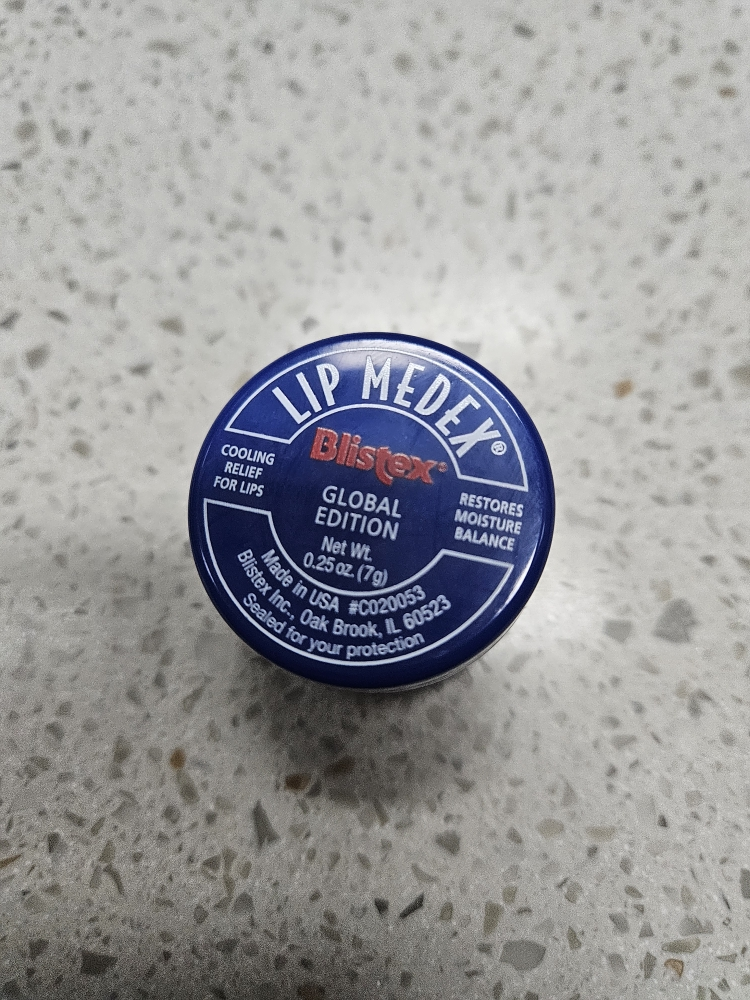 LIP MEDEX®
Blistex®
COOLING
RELIEF
FOR LIPS
GLOBAL
EDITION
RESTORES
MOISTURE
BALANCE
Net Wt.
0.25 oz. (7g)
Made in USA #C020053
Blistex Inc., Oak Brook, IL 60523
Sealed for your protection